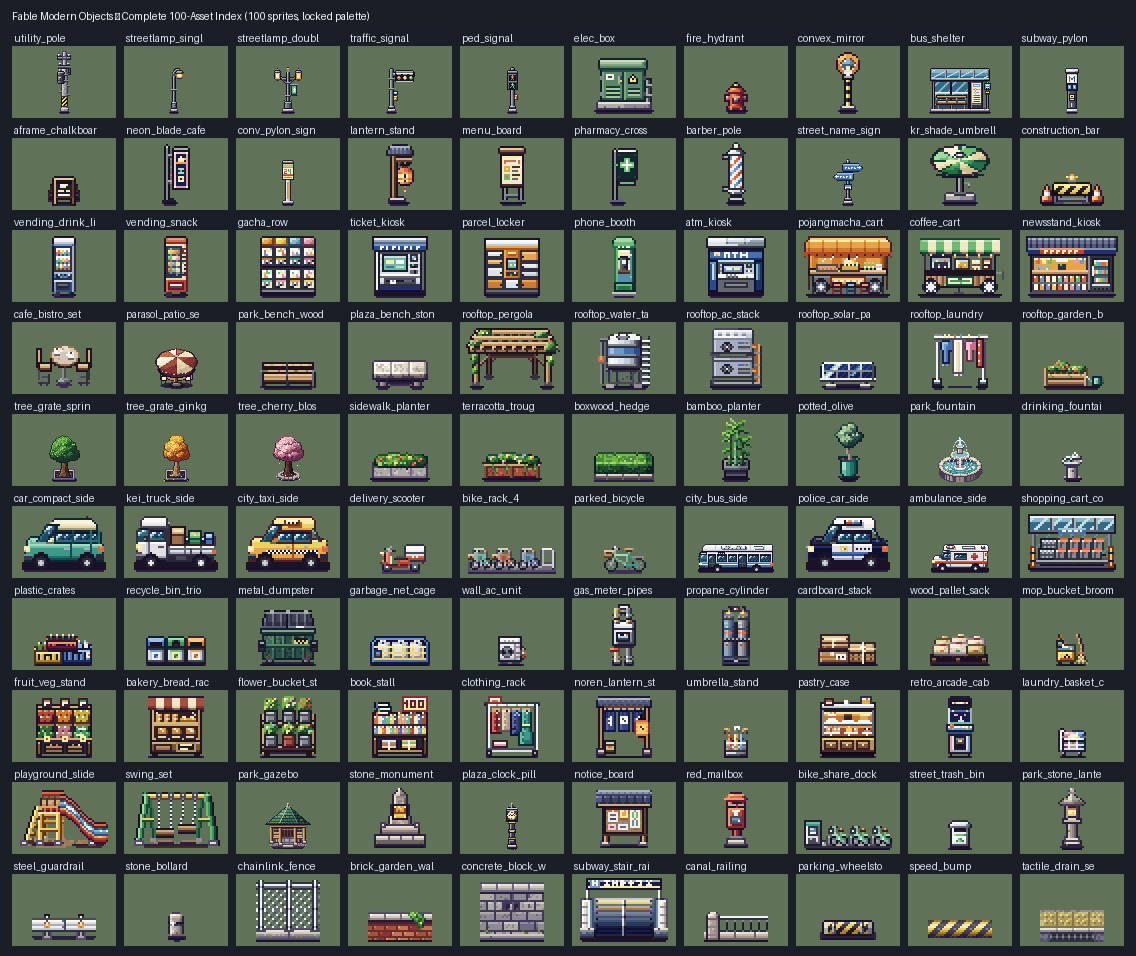 Fable Modern Objects▯Complete 100-Asset Index (100 sprites, locked palette)
utility_pole streetlamp_singl streetlamp_doubl traffic_signal ped_signal elec_box fire_hydrant convex_mirror bus_shelter subway_pylon
aframe_chalkboar neon_blade_cafe conv_pylon_sign lantern_stand menu_board pharmacy_cross barber_pole street_name_sign kr_shade_umbrell construction_bar
vending_drink_li vending_snack gacha_row ticket_kiosk parcel_locker phone_booth atm_kiosk pojangmacha_cart coffee_cart newsstand_kiosk
ATM
cafe_bistro_set parasol_patio_se park_bench_wood plaza_bench_ston rooftop_pergola rooftop_water_ta rooftop_ac_stack rooftop_solar_pa rooftop_laundry rooftop_garden_b
tree_grate_sprin tree_grate_ginkg tree_cherry_blos sidewalk_planter terracotta_troug boxwood_hedge bamboo_planter potted_olive park_fountain drinking_fountai
car_compact_side kei_truck_side city_taxi_side delivery_scooter bike_rack_4 parked_bicycle city_bus_side police_car_side ambulance_side shopping_cart_co
plastic_crates recycle_bin_trio metal_dumpster garbage_net_cage wall_ac_unit gas_meter_pipes propane_cylinder cardboard_stack wood_pallet_sack mop_bucket_broom
fruit_veg_stand bakery_bread_rac flower_bucket_st book_stall clothing_rack noren_lantern_st umbrella_stand pastry_case retro_arcade_cab laundry_basket_c
100
playground_slide swing_set park_gazebo stone_monument plaza_clock_pill notice_board red_mailbox bike_share_dock street_trash_bin park_stone_lante
steel_guardrail stone_bollard chainlink_fence brick_garden_wal concrete_block_w subway_stair_rai canal_railing parking_wheelsto speed_bump tactile_drain_se